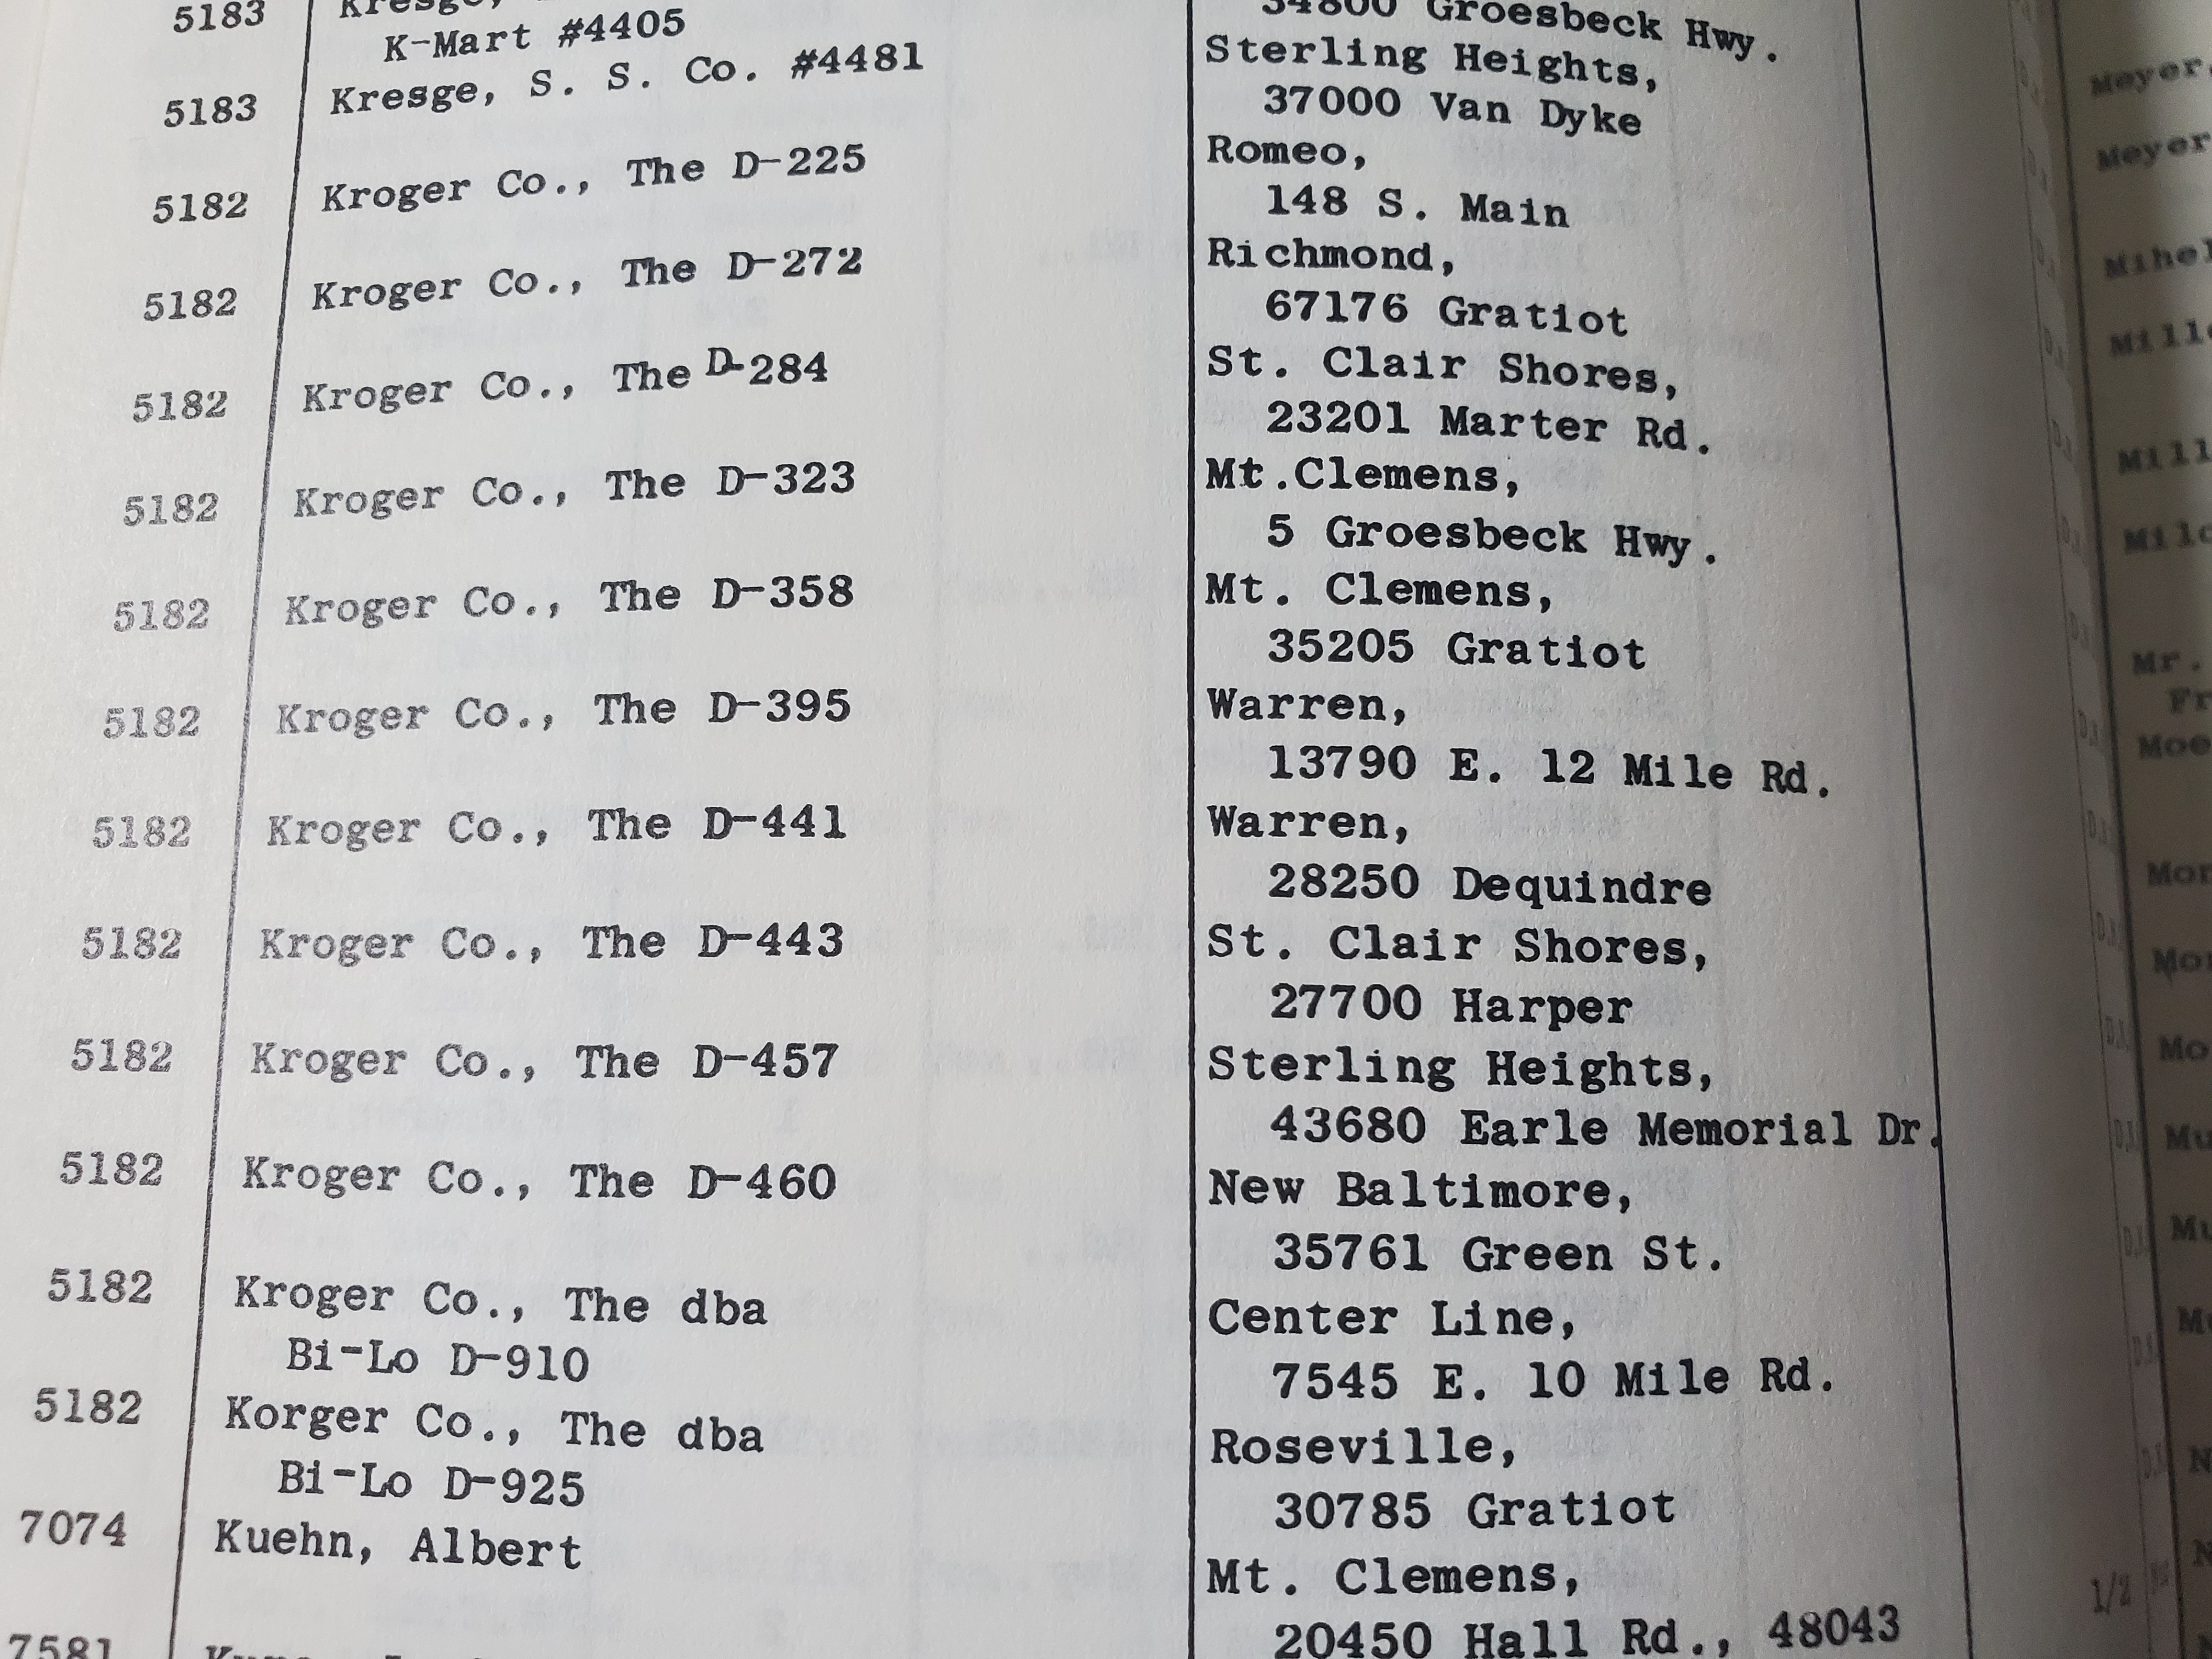 5183
K-Mart #4405
Groesbeck Hwy.
5183 Kresge, S. S. Co. #4481 Sterling Heights,
37000 Van Dyke
5182 Kroger Co., The D-225 Romeo,
148 S. Main
5182 Kroger Co., The D-272 Richmond,
67176 Gratiot
5182 Kroger Co., The D-284 St. Clair Shores,
23201 Marter Rd.
5182 Kroger Co., The D-323 Mt.Clemens,
5 Groesbeck Hwy.
5182 Kroger Co., The D-358 Mt. Clemens,
35205 Gratiot
5182 Kroger Co., The D-395 Warren,
13790 E. 12 Mile Rd.
5182 Kroger Co., The D-441 Warren,
28250 Dequindre
5182 Kroger Co., The D-443 St. Clair Shores,
27700 Harper
5182 Kroger Co., The D-457 Sterling Heights,
43680 Earle Memorial Dr.
5182 Kroger Co., The D-460 New Baltimore,
35761 Green St.
5182 Kroger Co., The dba Center Line,
Bi-Lo D-910 7545 E. 10 Mile Rd.
5182 Korger Co., The dba Roseville,
Bi-Lo D-925 30785 Gratiot
7074 Kuehn, Albert Mt. Clemens,
20450 Hall Rd., 48043
7581
Meyer,
Meyer
Mr.
1/2